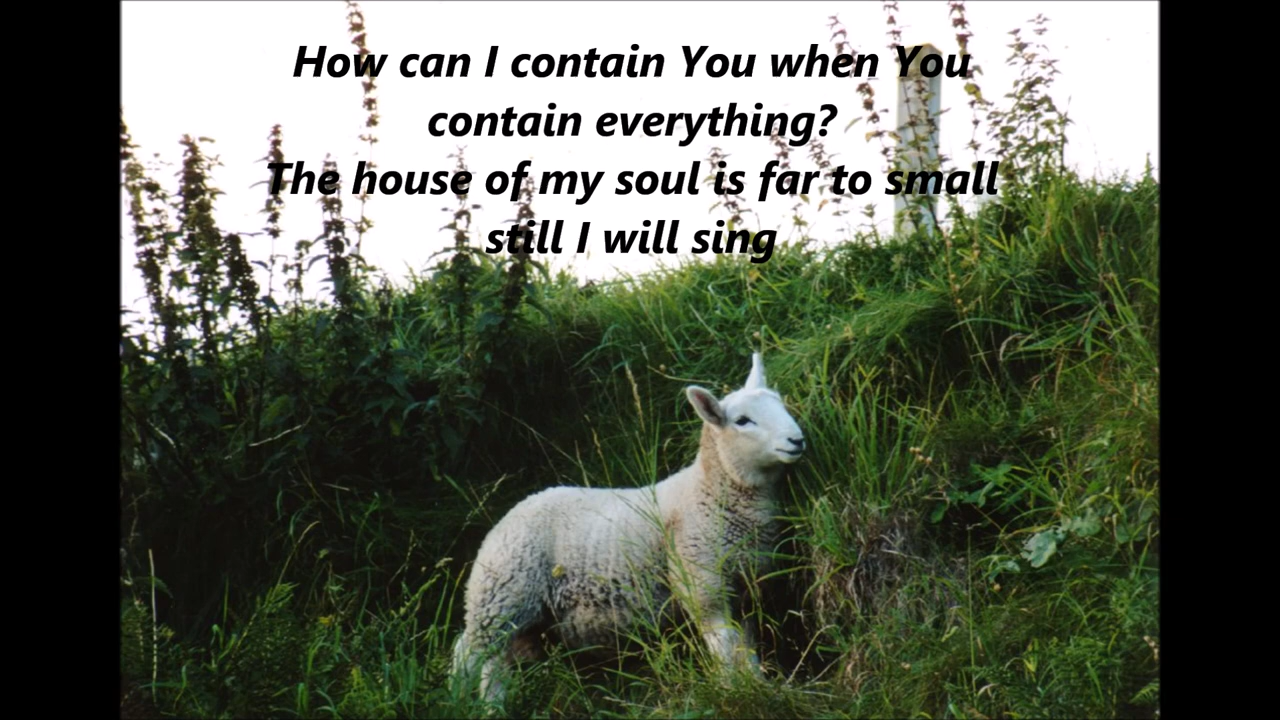 How can I contain You when You
contain everything?
The house of my soul is far to small
still I will sing